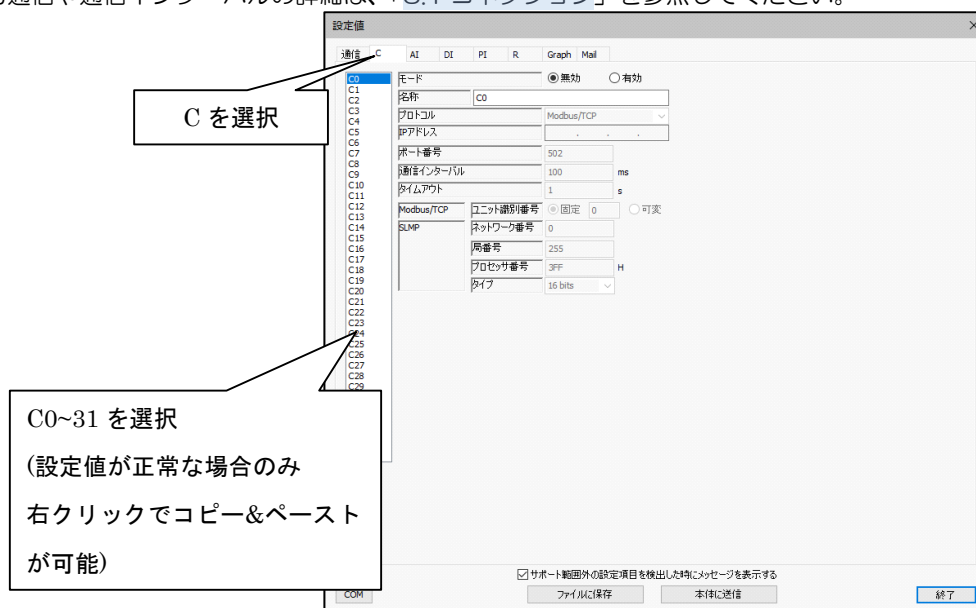 設定値
通信 C AI DI PI R Graph Mail
C を選択
C0
C1
C2
C3
C4
C5
C6
C7
C8
C9
C10
C11
C12
C13
C14
C15
C16
C17
C18
C19
C20
C21
C22
C23
C24
C25
C26
C27
C28
C29
モード 無効 有効
名称 C0
プロトコル Modbus/TCP
IPアドレス . . .
ポート番号 502
通信インターバル 100 ms
タイムアウト 1 s
Modbus/TCP ユニット識別番号 固定 0 可変
SLMP ネットワーク番号 0
局番号 255
プロセッサ番号 3FF H
タイプ 16 bits
C0~31 を選択
(設定値が正常な場合のみ
右クリックでコピー&ペースト
が可能)
サポート範囲外の設定項目を検出した時にメッセージを表示する
COM ファイルに保存 本体に送信 終了